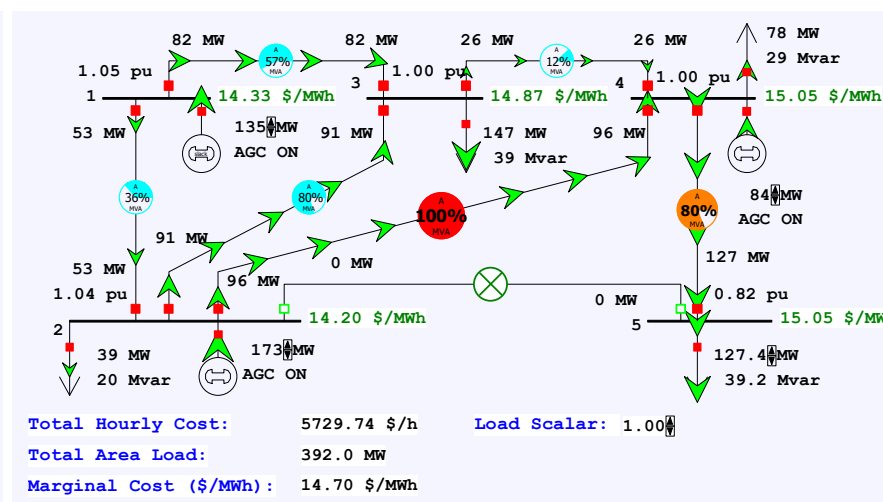 82 MW
82 MW
26 MW
26 MW
78 MW
29 Mvar
A
57%
MVA
A
12%
MVA
1.05 pu
3
1.00 pu
4
1.00 pu
1
14.33 $/MWh
14.87 $/MWh
15.05 $/MWh
53 MW
135 MW
slack
AGC ON
91 MW
147 MW
39 Mvar
96 MW
A
36%
MVA
A
80%
MVA
A
100%
MVA
A
80%
MVA
84 MW
AGC ON
91 MW
0 MW
127 MW
53 MW
96 MW
1.04 pu
0 MW
0.82 pu
2
14.20 $/MWh
5
15.05 $/MW
39 MW
20 Mvar
173 MW
AGC ON
127.4 MW
39.2 Mvar
Total Hourly Cost: 5729.74 $/h Load Scalar: 1.00
Total Area Load: 392.0 MW
Marginal Cost ($/MWh): 14.70 $/MWh